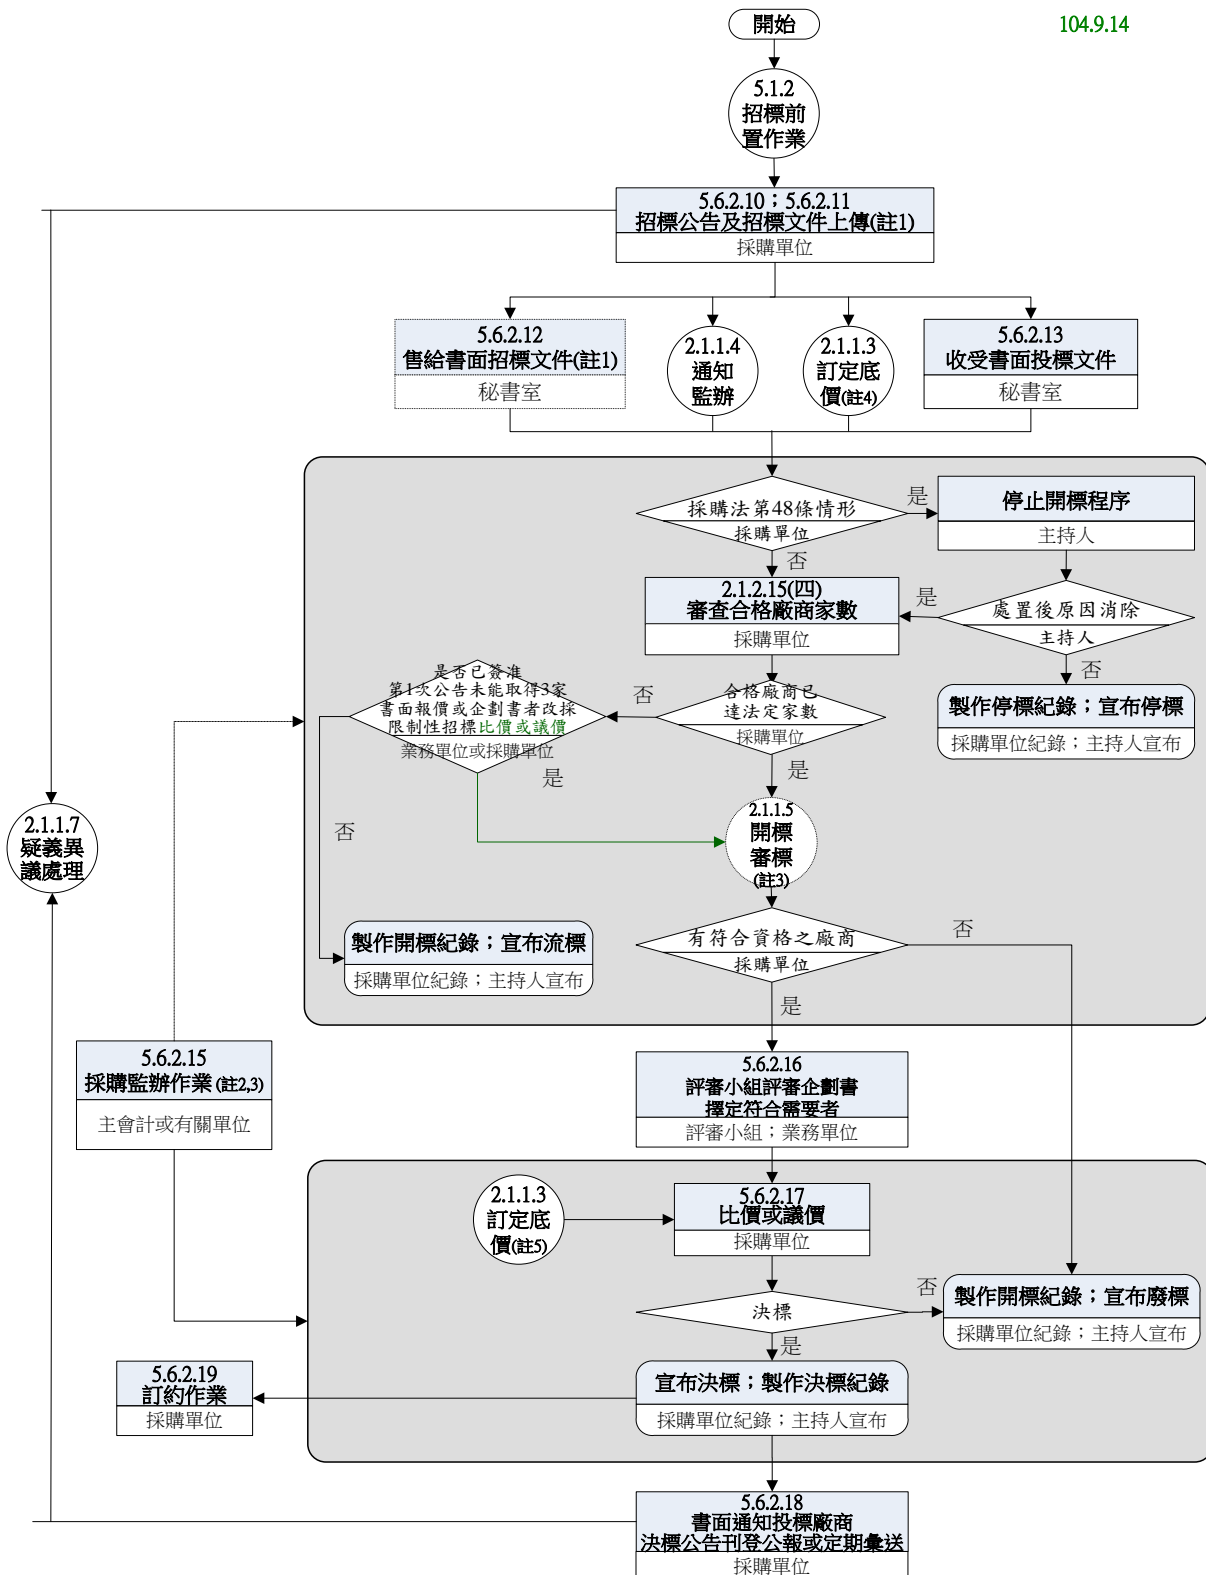 開始
104.9.14
5.1.2
招標前
置作業
5.6.2.10；5.6.2.11
招標公告及招標文件上傳(註1)
採購單位
5.6.2.12
售給書面招標文件(註1)
秘書室
2.1.1.4
通知
監辦
2.1.1.3
訂定底
價(註4)
5.6.2.13
收受書面投標文件
秘書室
採購法第48條情形
採購單位
是
停止開標程序
主持人
否
2.1.2.15(四)
審查合格廠商家數
採購單位
是
處置後原因消除
主持人
否
製作停標紀錄；宣布停標
採購單位紀錄；主持人宣布
是否已簽准
第1次公告未能取得3家
書面報價或企劃書者改採
限制性招標比價或議價
業務單位或採購單位
否
合格廠商已
達法定家數
採購單位
是
是
否
2.1.1.5
開標
審標
(註3)
2.1.1.7
疑義異
議處理
製作開標紀錄；宣布流標
採購單位紀錄；主持人宣布
有符合資格之廠商
採購單位
否
是
5.6.2.15
採購監辦作業(註2,3)
主會計或有關單位
5.6.2.16
評審小組評審企劃書
擇定符合需要者
評審小組；業務單位
2.1.1.3
訂定底
價(註5)
5.6.2.17
比價或議價
採購單位
決標
否
製作開標紀錄；宣布廢標
採購單位紀錄；主持人宣布
是
5.6.2.19
訂約作業
採購單位
宣布決標；製作決標紀錄
採購單位紀錄；主持人宣布
5.6.2.18
書面通知投標廠商
決標公告刊登公報或定期彙送
採購單位